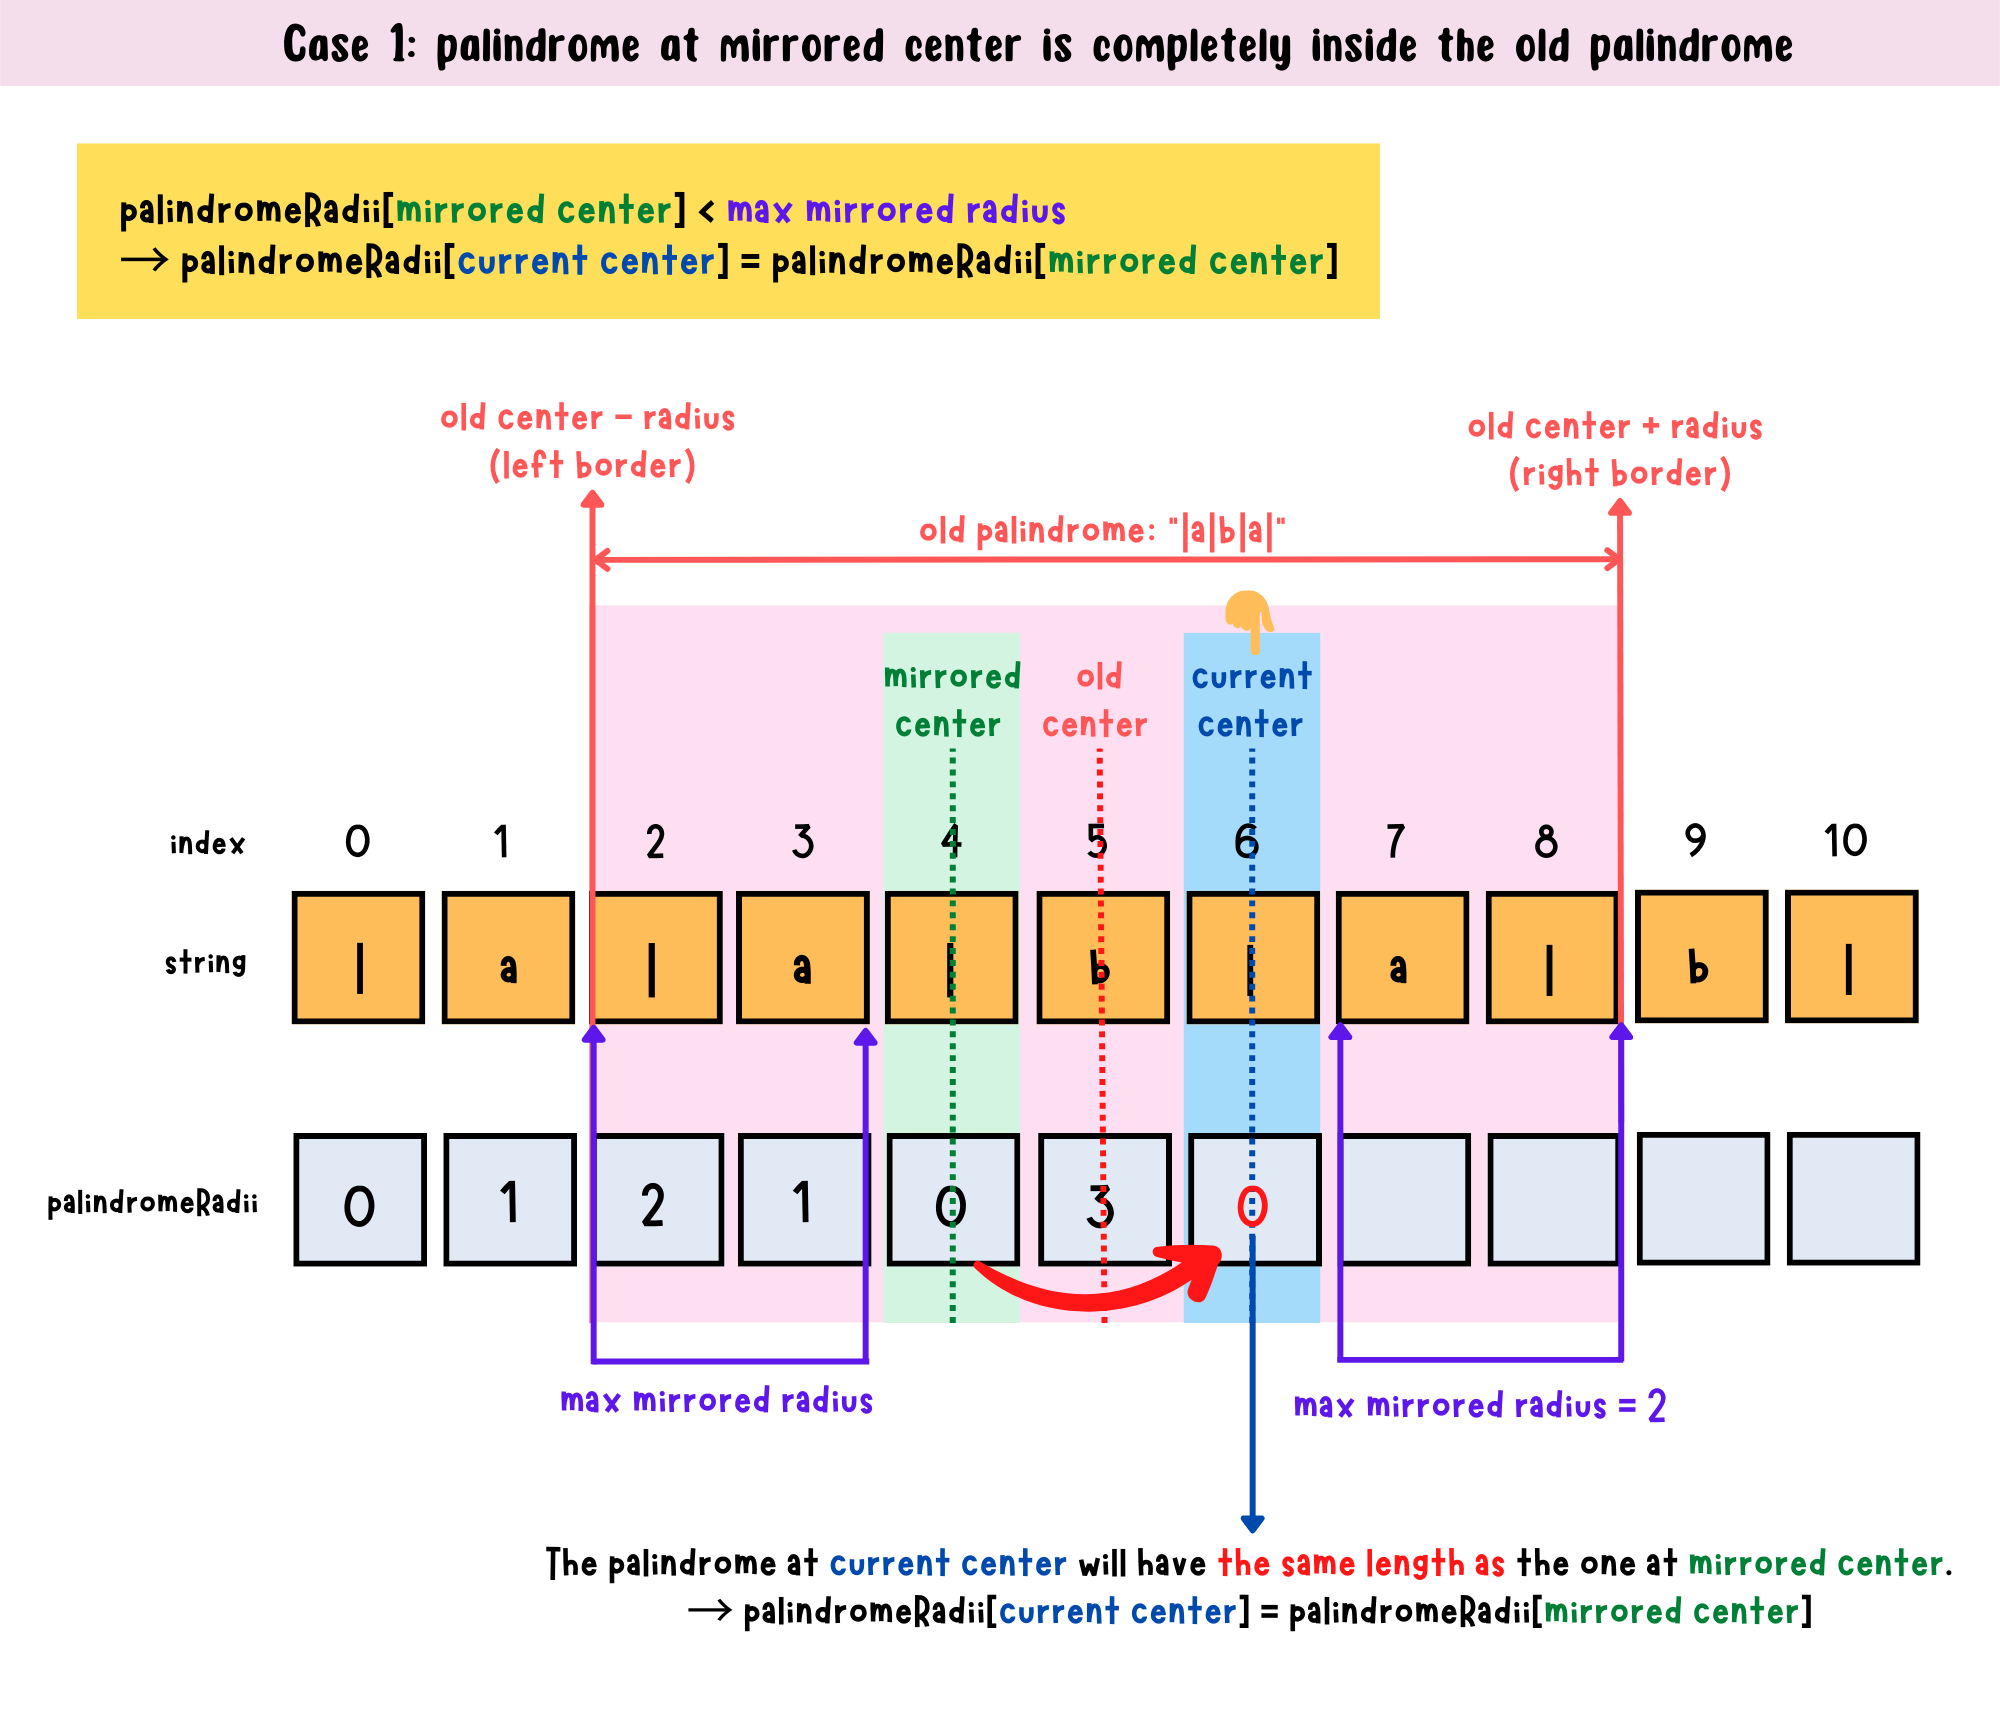 Case 1: palindrome at mirrored center is completely inside the old palindrome
palindromeRadii[mirrored center] < max mirrored radius
→ palindromeRadii[current center] = palindromeRadii[mirrored center]
old center - radius
(left border)
old center + radius
(right border)
old palindrome: "|a|b|a|"
mirrored
center
old
center
current
center
index 0 1 2 3 4 5 6 7 8 9 10
string | a | a | b | a | b |
palindromeRadii 0 1 2 1 0 3 0
max mirrored radius
max mirrored radius = 2
The palindrome at current center will have the same length as the one at mirrored center.
→ palindromeRadii[current center] = palindromeRadii[mirrored center]